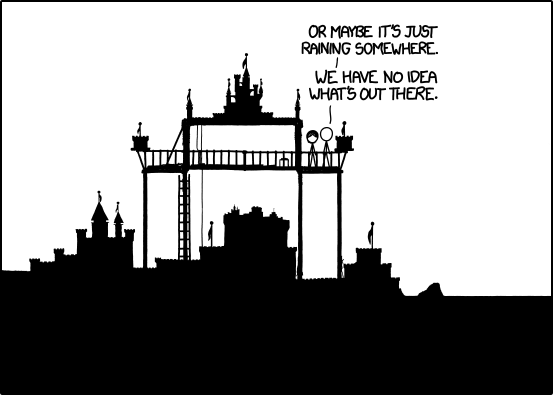 OR MAYBE IT'S JUST
RAINING SOMEWHERE.
WE HAVE NO IDEA
WHAT'S OUT THERE.